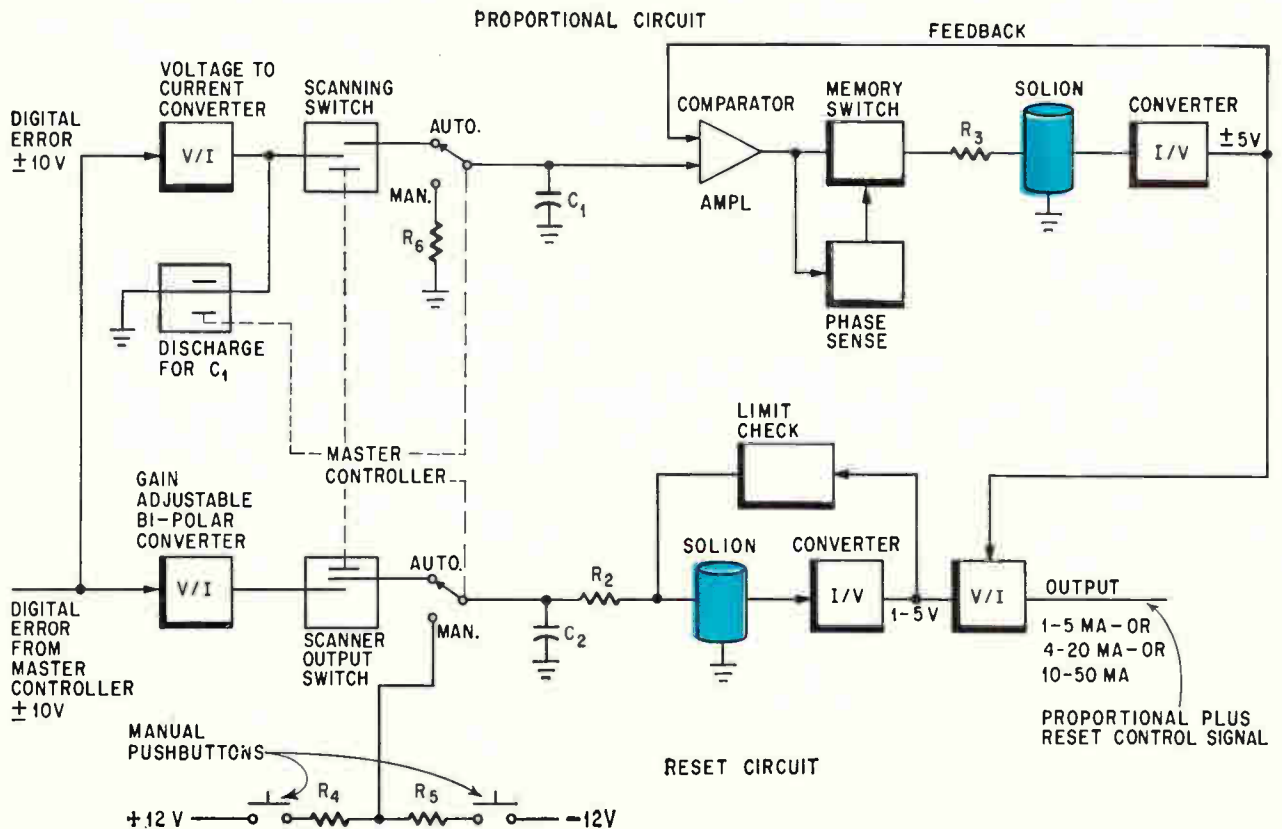 PROPORTIONAL CIRCUIT
FEEDBACK
VOLTAGE TO
CURRENT
CONVERTER
SCANNING
SWITCH
COMPARATOR
MEMORY
SWITCH
SOLION
CONVERTER
DIGITAL
ERROR
±10 V
V/I
AUTO.
MAN.
R6
C1
AMPL
R3
I/V
±5V
PHASE
SENSE
DISCHARGE
FOR C1
MASTER
CONTROLLER
LIMIT
CHECK
GAIN
ADJUSTABLE
BI-POLAR
CONVERTER
V/I
AUTO.
MAN.
SCANNER
OUTPUT
SWITCH
R2
C2
SOLION
CONVERTER
I/V
1-5 V
V/I
OUTPUT
1-5 MA-OR
4-20 MA-OR
10-50 MA
DIGITAL
ERROR
FROM
MASTER
CONTROLLER
±10V
PROPORTIONAL PLUS
RESET CONTROL SIGNAL
MANUAL
PUSHBUTTONS
RESET CIRCUIT
+12 V
R4
R5
-12V